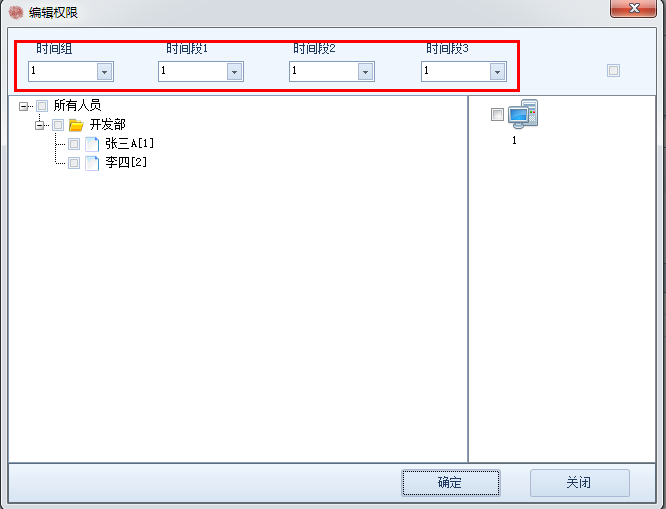 编辑权限
时间组 时间段1 时间段2 时间段3
1 1 1 1
所有人员
开发部
张三A[1]
李四[2]
1
确定 关闭